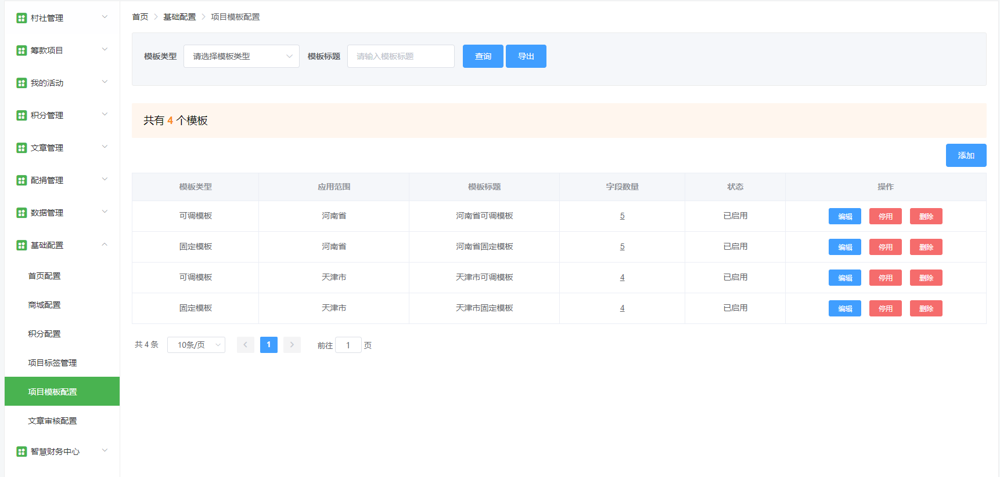 村社管理
筹款项目
我的活动
积分管理
文章管理
配捐管理
数据管理
基础配置
首页配置
商城配置
积分配置
项目标签管理
项目模板配置
文章审核配置
智慧财务中心
首页 > 基础配置 > 项目模板配置
模板类型 请选择模板类型 模板标题 请输入模板标题 查询 导出
共有 4 个模板
添加
模板类型 应用范围 模板标题 字段数量 状态 操作
可调模板 河南省 河南省可调模板 5 已启用 编辑 停用 删除
固定模板 河南省 河南省固定模板 5 已启用 编辑 停用 删除
可调模板 天津市 天津市可调模板 4 已启用 编辑 停用 删除
固定模板 天津市 天津市固定模板 4 已启用 编辑 停用 删除
共 4 条 10条/页 < 1 > 前往 1 页